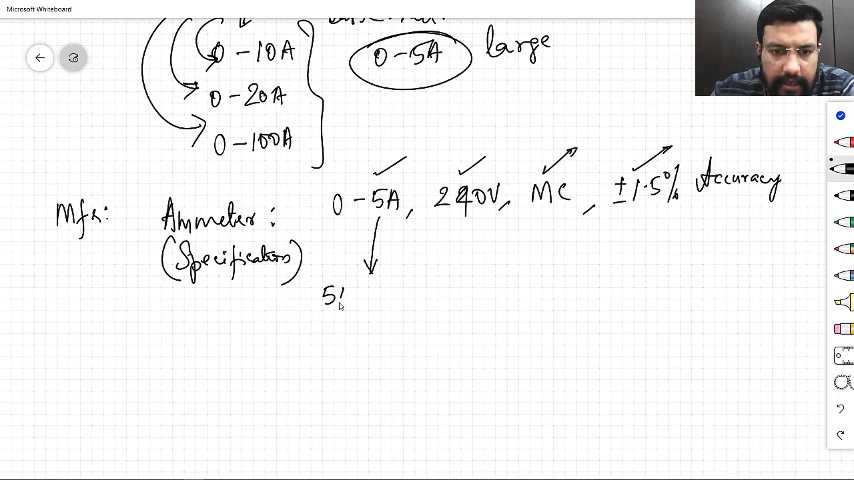 Microsoft Whiteboard
0-10A
0-5A large
0-20A
0-100A
Mfr: Ammeter: 0-5A, 240V, MC, ±1.5% Accuracy
(Specifications)